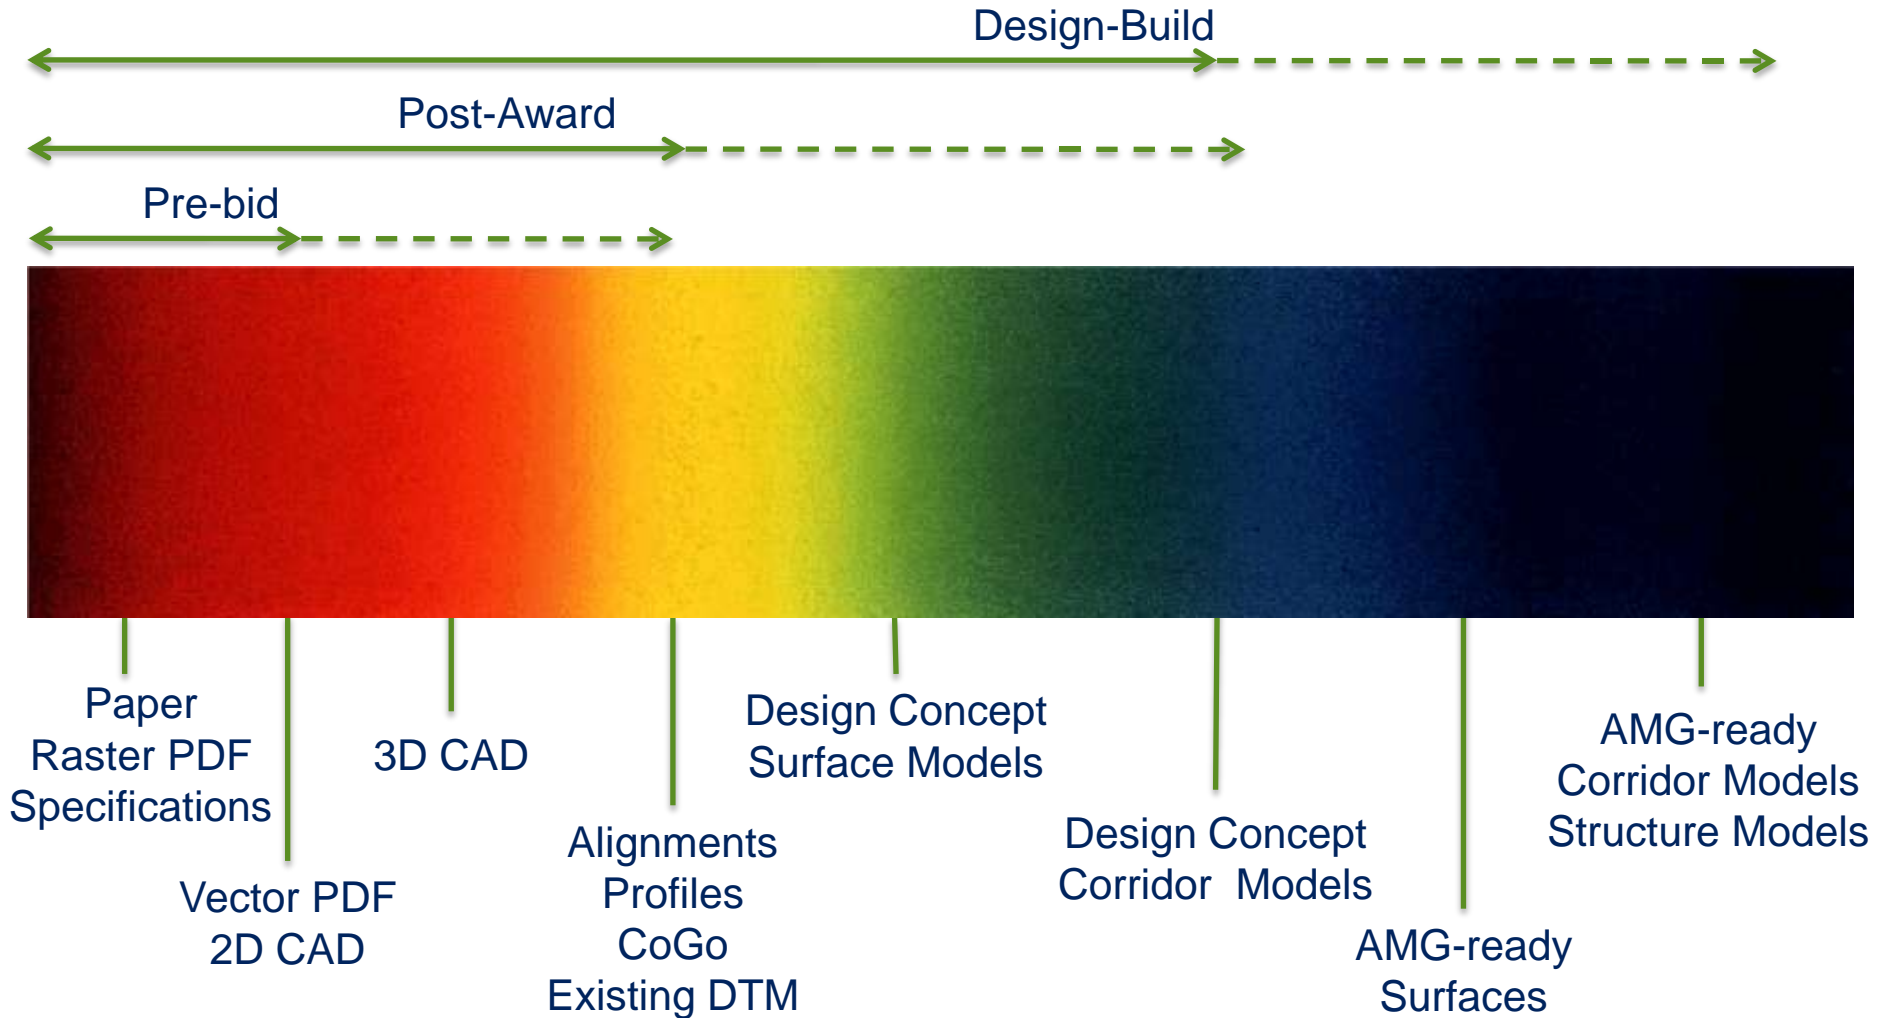 Design-Build
Post-Award
Pre-bid
Paper
Raster PDF
Specifications
Vector PDF
2D CAD
3D CAD
Alignments
Profiles
CoGo
Existing DTM
Design Concept
Surface Models
Design Concept
Corridor  Models
AMG-ready
Surfaces
AMG-ready
Corridor Models
Structure Models